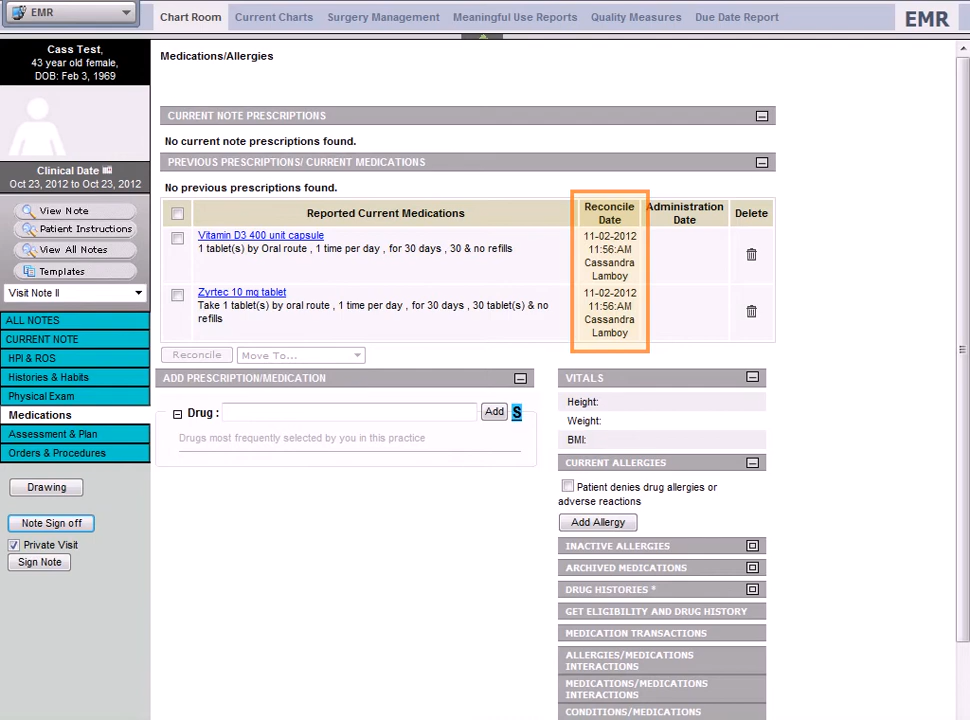 EMR
Chart Room
Current Charts
Surgery Management
Meaningful Use Reports
Quality Measures
Due Date Report
EMR
Cass Test,
43 year old female,
DOB: Feb 3, 1969
Clinical Date
Oct 23, 2012 to Oct 23, 2012
View Note
Patient Instructions
View All Notes
Templates
Visit Note II
ALL NOTES
CURRENT NOTE
HPI & ROS
Histories & Habits
Physical Exam
Medications
Assessment & Plan
Orders & Procedures
Drawing
Note Sign off
Private Visit
Sign Note
Medications/Allergies
CURRENT NOTE PRESCRIPTIONS
No current note prescriptions found.
PREVIOUS PRESCRIPTIONS/ CURRENT MEDICATIONS
No previous prescriptions found.
Reported Current Medications
Reconcile
Date
Administration
Date
Delete
Vitamin D3 400 unit capsule
1 tablet(s) by Oral route , 1 time per day , for 30 days , 30 & no refills
11-02-2012
11:56:AM
Cassandra
Lamboy
Zyrtec 10 mg tablet
Take 1 tablet(s) by oral route , 1 time per day , for 30 days , 30 tablet(s) & no
refills
11-02-2012
11:56:AM
Cassandra
Lamboy
Reconcile
Move To...
ADD PRESCRIPTION/MEDICATION
Drug :
Add
S
Drugs most frequently selected by you in this practice
VITALS
Height:
Weight:
BMI:
CURRENT ALLERGIES
Patient denies drug allergies or
adverse reactions
Add Allergy
INACTIVE ALLERGIES
ARCHIVED MEDICATIONS
DRUG HISTORIES *
GET ELIGIBILITY AND DRUG HISTORY
MEDICATION TRANSACTIONS
ALLERGIES/MEDICATIONS
INTERACTIONS
MEDICATIONS/MEDICATIONS
INTERACTIONS
CONDITIONS/MEDICATIONS